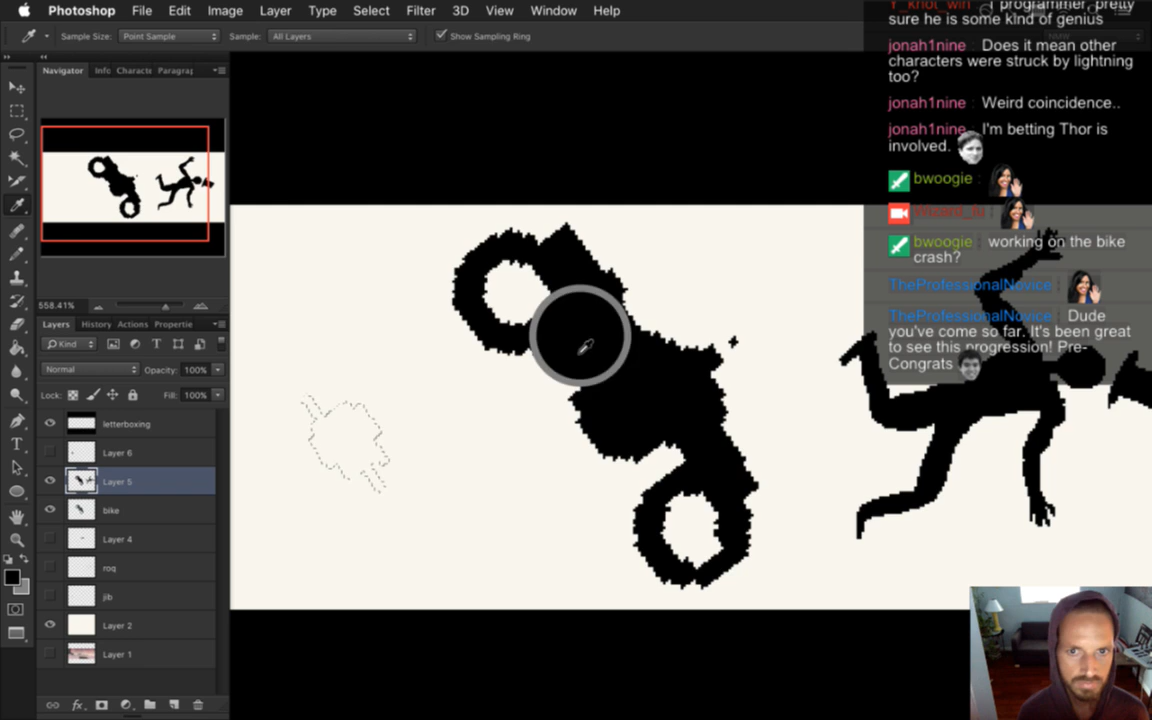 Photoshop File Edit Image Layer Type Select Filter 3D View Window Help
Sample Size: Point Sample Sample: All Layers Show Sampling Ring
Navigator Info Characte Paragraj
558.41%
Layers History Actions Propertie
Kind
Normal Opacity: 100%
Lock: Fill: 100%
letterboxing
Layer 6
Layer 5
bike
Layer 4
roq
jib
Layer 2
Layer 1
programmer, pretty
sure he is some kind of genius
jonah1nine : Does it mean other
characters were struck by lightning
too?
jonah1nine : Weird coincidence..
jonah1nine : I'm betting Thor is
involved.
bwoogie :
bwoogie : working on the bike
crash?
TheProfessionalNovice :
TheProfessionalNovice : Dude
you've come so far. It's been great
to see this progression! Pre-
Congrats